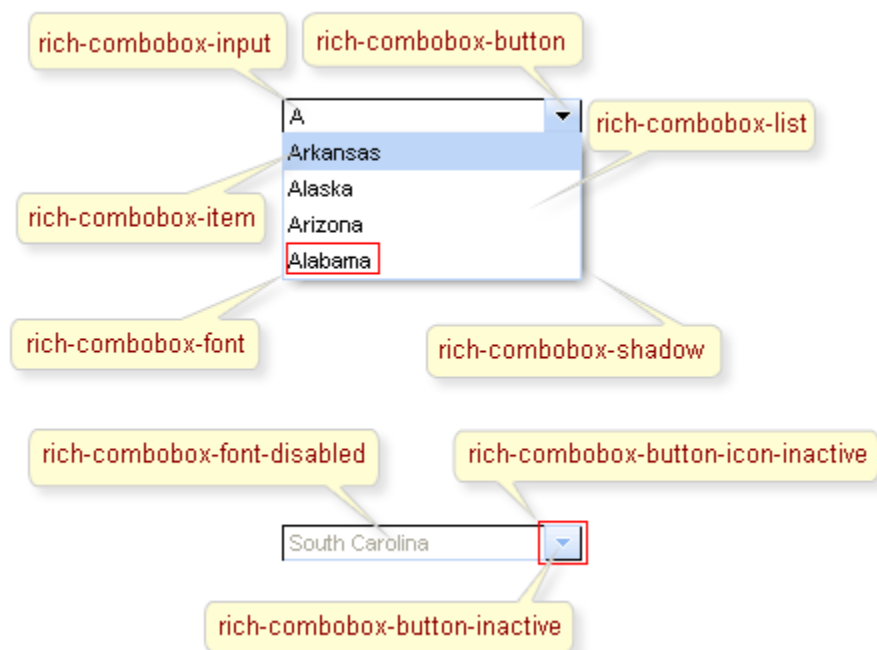 rich-combobox-input
rich-combobox-button
A
rich-combobox-list
Arkansas
Alaska
rich-combobox-item
Arizona
Alabama
rich-combobox-font
rich-combobox-shadow
rich-combobox-font-disabled
rich-combobox-button-icon-inactive
South Carolina
rich-combobox-button-inactive